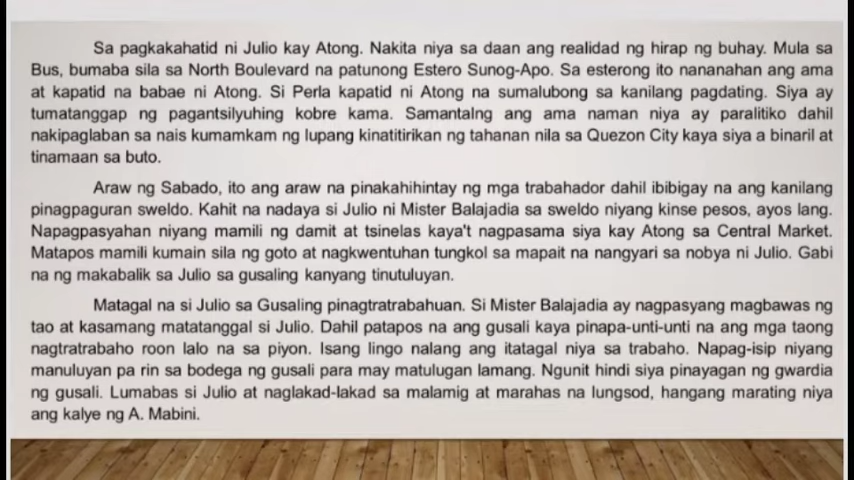 Sa pagkakahatid ni Julio kay Atong. Nakita niya sa daan ang realidad ng hirap ng buhay. Mula sa
Bus, bumaba sila sa North Boulevard na patunong Estero Sunog-Apo. Sa esterong ito nananahan ang ama
at kapatid na babae ni Atong. Si Perla kapatid ni Atong na sumalubong sa kanilang pagdating. Siya ay
tumatanggap ng pagantsilyuhing kobre kama. Samantalng ang ama naman niya ay paralitiko dahil
nakipaglaban sa nais kumamkam ng lupang kinatitirikan ng tahanan nila sa Quezon City kaya siya a binaril at
tinamaan sa buto.
Araw ng Sabado, ito ang araw na pinakahihintay ng mga trabahador dahil ibibigay na ang kanilang
pinagpaguran sweldo. Kahit na nadaya si Julio ni Mister Balajadia sa sweldo niyang kinse pesos, ayos lang.
Napagpasyahan niyang mamili ng damit at tsinelas kaya't nagpasama siya kay Atong sa Central Market.
Matapos mamili kumain sila ng goto at nagkwentuhan tungkol sa mapait na nangyari sa nobya ni Julio. Gabi
na ng makabalik sa Julio sa gusaling kanyang tinutuluyan.
Matagal na si Julio sa Gusaling pinagtratrabahuan. Si Mister Balajadia ay nagpasyang magbawas ng
tao at kasamang matatanggal si Julio. Dahil patapos na ang gusali kaya pinapa-unti-unti na ang mga taong
nagtratrabaho roon lalo na sa piyon. Isang lingo nalang ang itatagal niya sa trabaho. Napag-isip niyang
manuluyan pa rin sa bodega ng gusali para may matulugan lamang. Ngunit hindi siya pinayagan ng gwardia
ng gusali. Lumabas si Julio at naglakad-lakad sa malamig at marahas na lungsod, hangang marating niya
ang kalye ng A. Mabini.